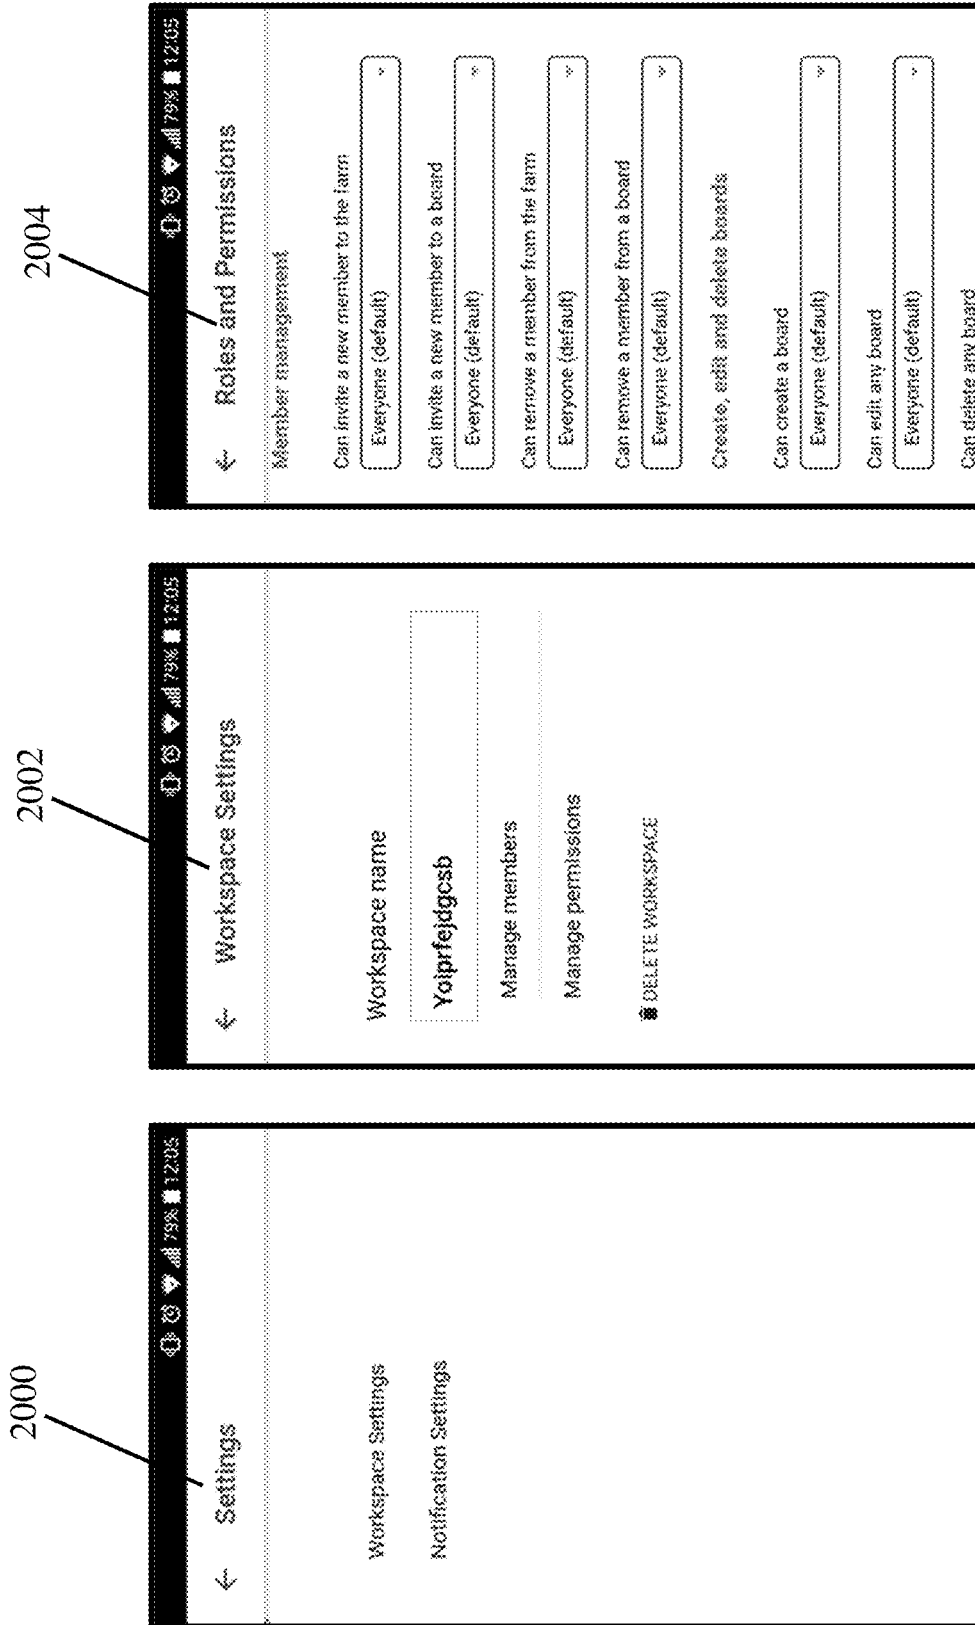 2000
79% 12:05
Settings
Workspace Settings
Notification Settings
2002
79% 12:05
Workspace Settings
Workspace name
Yoiprfejdgcsb
Manage members
Manage permissions
DELETE WORKSPACE
2004
79% 12:05
Roles and Permissions
Member management
Can invite a new member to the farm
Everyone (default)
Can invite a new member to a board
Everyone (default)
Can remove a member from the farm
Everyone (default)
Can remove a member from a board
Everyone (default)
Create, edit and delete boards
Can create a board
Everyone (default)
Can edit any board
Everyone (default)
Can delete any board